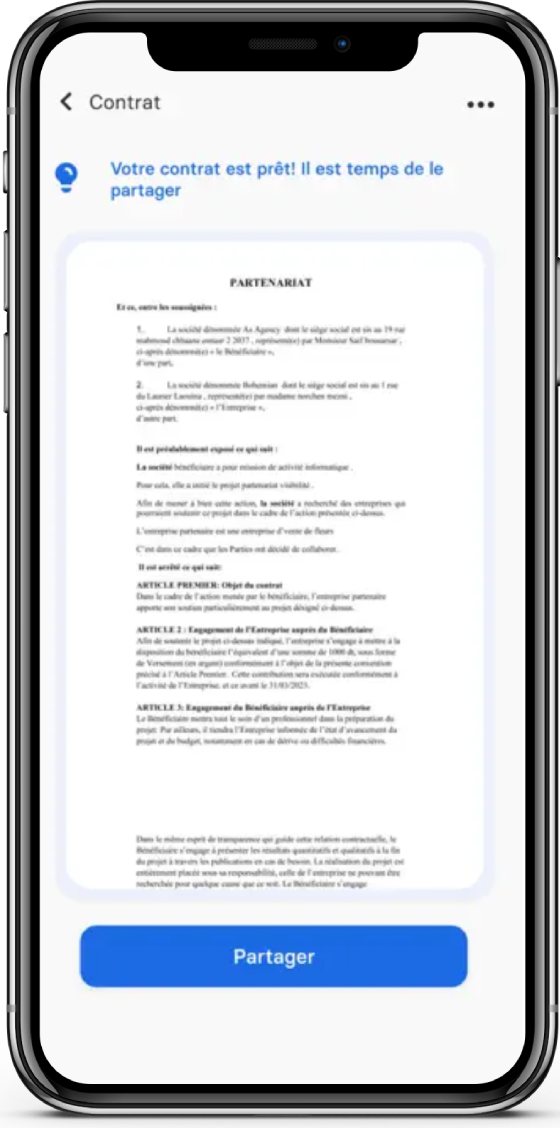 Contrat
Votre contrat est prêt! Il est temps de le
partager
PARTENARIAT
Et ce, entre les soussignées :
1. La société dénommée As Agency dont le siège social est sis au 19 rue
mahmoud chhaana omtair 2 2037 , représenté(e) par Monsieur Saif
ci-après dénommé(e) « le Bénéficiaire »,
d'une part,
2. La société dénommée Bohemian dont le siège social est sis au 1 rue
du Laurier Laouina , représenté(e) par madame norchen mezni ,
ci-après dénommé(e) « l'Entreprise »,
d'autre part.
Il est préalablement exposé ce qui suit :
La société bénéficiaire a pour mission de activité informatique .
Pour cela, elle a initié le projet partenariat visibilité .
Afin de mener à bien cette action, la société a recherché des entreprises qui
pourraient soutenir ce projet dans le cadre de l'action présentée ci-dessus.
L'entreprise partenaire est une entreprise d'vente de fleurs
C'est dans ce cadre que les Parties ont décidé de collaborer.
Il est arrêté ce qui suit:
ARTICLE PREMIER: Objet du contrat
Dans le cadre de l'action menée par le bénéficiaire, l'entreprise partenaire
apporte son soutien particulièrement au projet désigné ci-dessus.
ARTICLE 2 : Engagement de l'Entreprise auprès du Bénéficiaire
Afin de soutenir le projet ci-dessus indiqué, l'entreprise s'engage à mettre à la
disposition du bénéficiaire l'équivalent d'une somme de 1000 dt, sous forme
de Versement (en argent) conformément à l'objet de la présente convention
précisé à l'Article Premier. Cette contribution sera exécutée conformément à
l'activité de l'Entreprise, et ce avant le 31/03/2023.
ARTICLE 3: Engagement du Bénéficiaire auprès de l'Entreprise
Le Bénéficiaire mettra tout le soin d'un professionnel dans la préparation du
projet. Par ailleurs, il tiendra l'Entreprise informée de l'état d'avancement du
projet et du budget, notamment en cas de dérive ou difficultés financières.
Dans le même esprit de transparence qui guide cette relation contractuelle, le
Bénéficiaire s'engage à présenter les résultats quantitatifs et qualitatifs à la fin
du projet à travers les publications en cas de besoin. La réalisation du projet est
entièrement placée sous sa responsabilité, celle de l'entreprise ne pouvant être
recherchée pour quelque cause que ce soit. Le Bénéficiaire s'engage
Partager